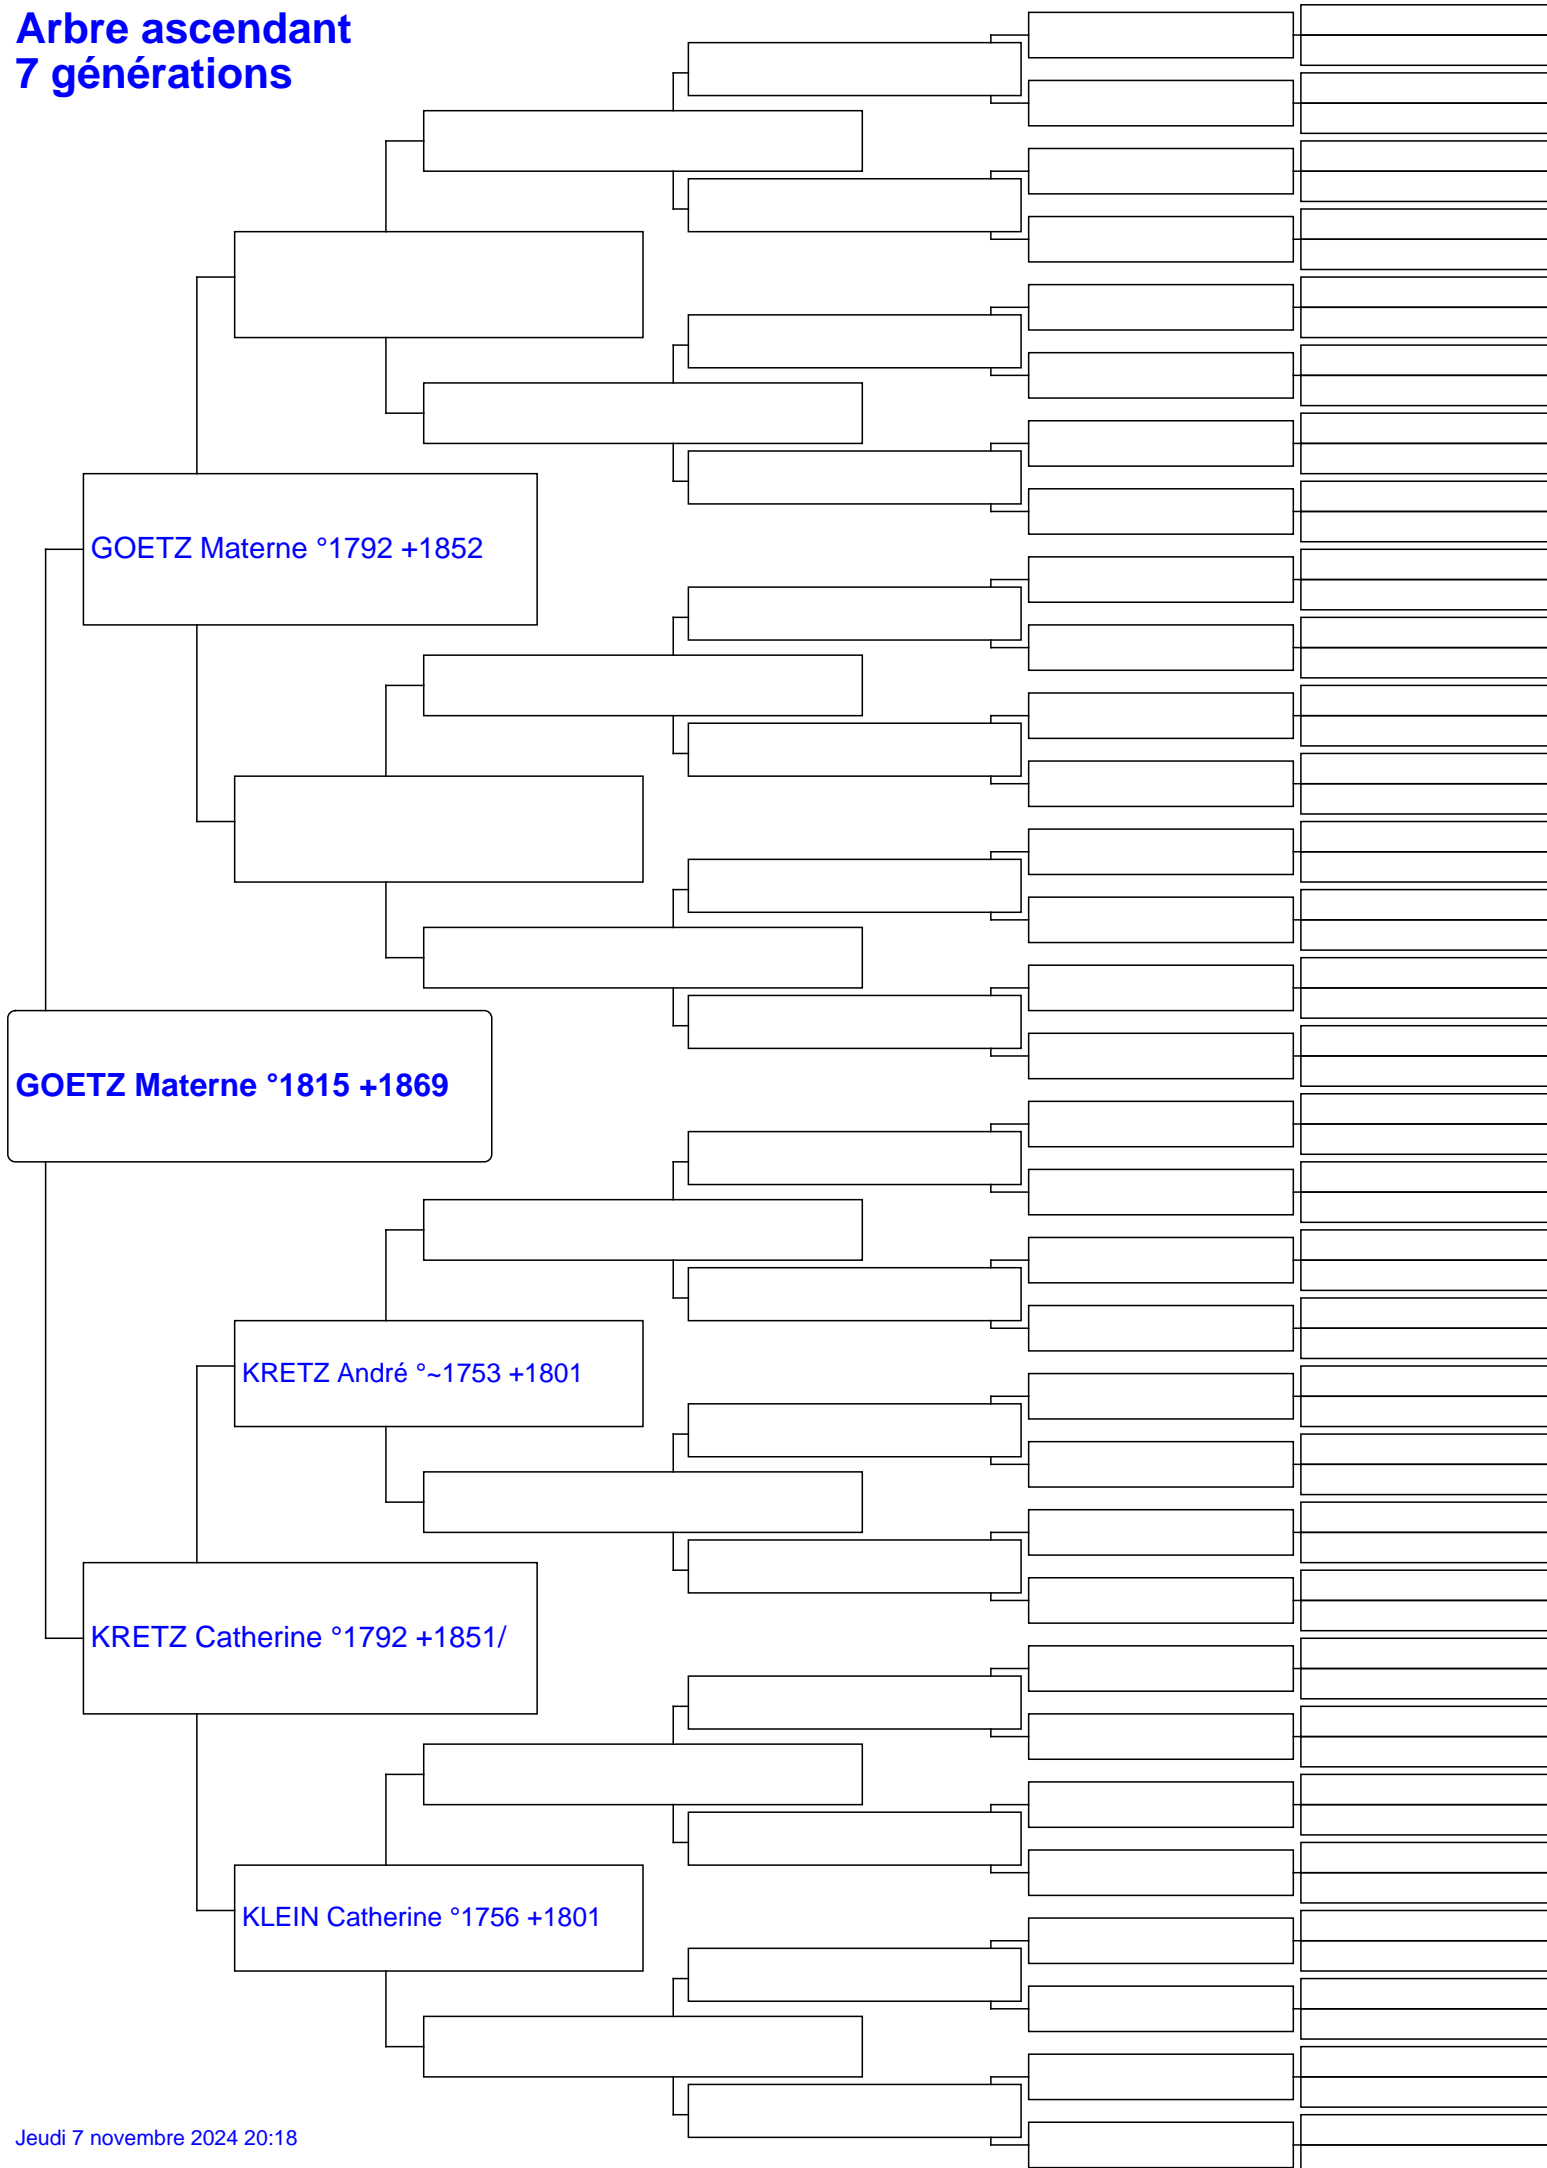 Arbre ascendant
7 générations
GOETZ Materne °1792 +1852
GOETZ Materne °1815 +1869
KRETZ André °~1753 +1801
KRETZ Catherine °1792 +1851/
KLEIN Catherine °1756 +1801
Jeudi 7 novembre 2024 20:18